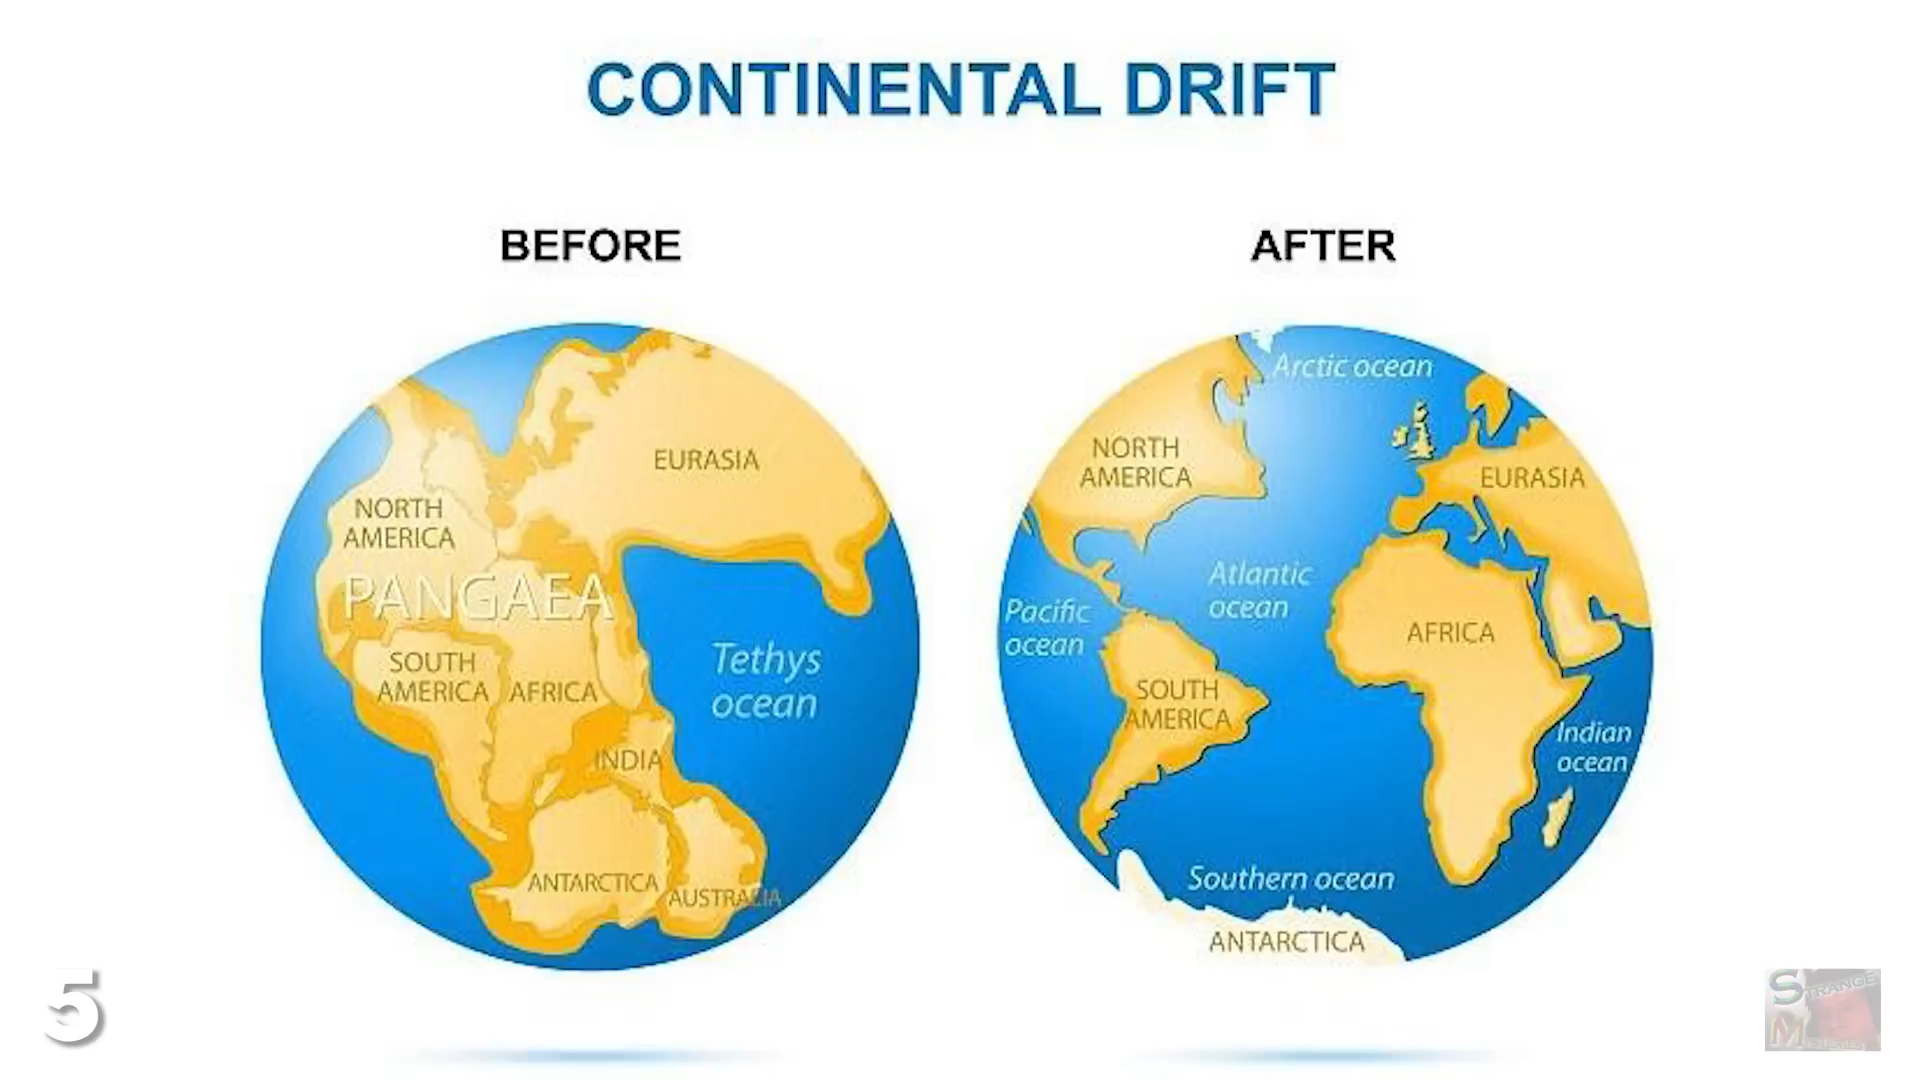 CONTINENTAL DRIFT
BEFORE
EURASIA
NORTH
AMERICA
PANGAEA
SOUTH
AMERICA
AFRICA
Tethys
ocean
INDIA
ANTARCTICA
AUSTRALIA
AFTER
Arctic ocean
NORTH
AMERICA
EURASIA
Atlantic
ocean
Pacific
ocean
AFRICA
SOUTH
AMERICA
Indian
ocean
Southern ocean
ANTARCTICA
5
STRANGE